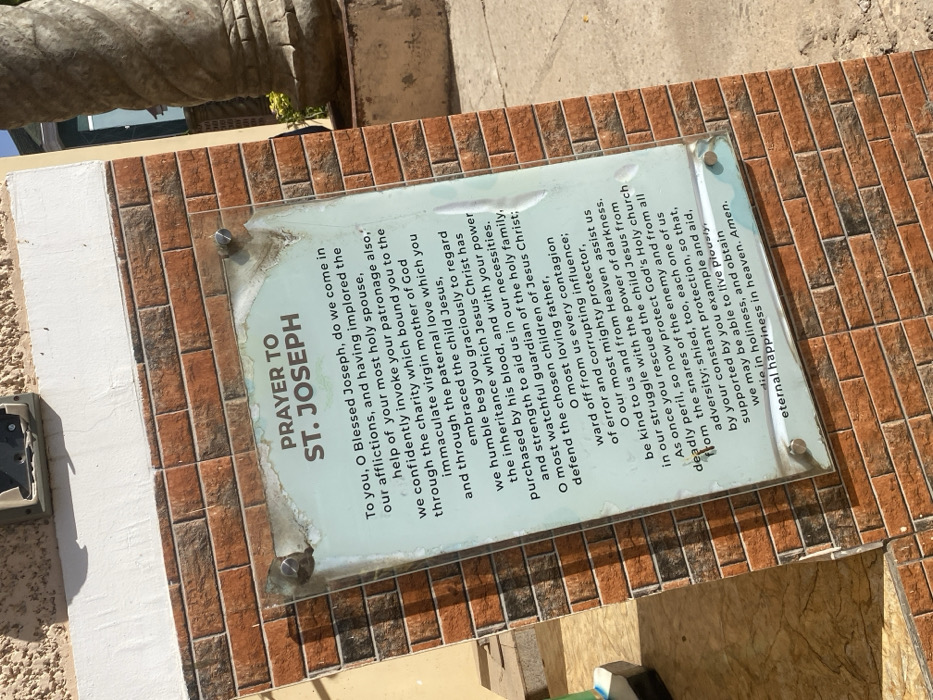 PRAYER TO
ST. JOSEPH
To you, O Blessed Joseph, do we come in
our afflictions, and having implored the
help of your most holy spouse,
we confidently invoke your patronage also;
through the charity which bound you to the
immaculate virgin mother of God
and through the paternal love which you
embraced the child Jesus,
we humble beg you graciously to regard
the inheritance which Jesus Christ has
purchased by his blood, and with your power
and strength to aid us in our necessities.
O most watchful guardian of the holy family,
defend the chosen children of Jesus Christ;
O most loving father,
ward off from us every contagion
of error and corrupting influence;
O our most mighty protector,
be kind to us and from Heaven assist us
in our struggle with the power of darkness.
As once you rescued the child Jesus from
deadly peril, so now protect God's Holy Church
from the snares of the enemy and from all
adversity; shield, too, each one of us
by your constant protection, so that,
supported by your example and your aid,
we may be able to live piously,
die in holiness, and obtain
eternal happiness in heaven. Amen.